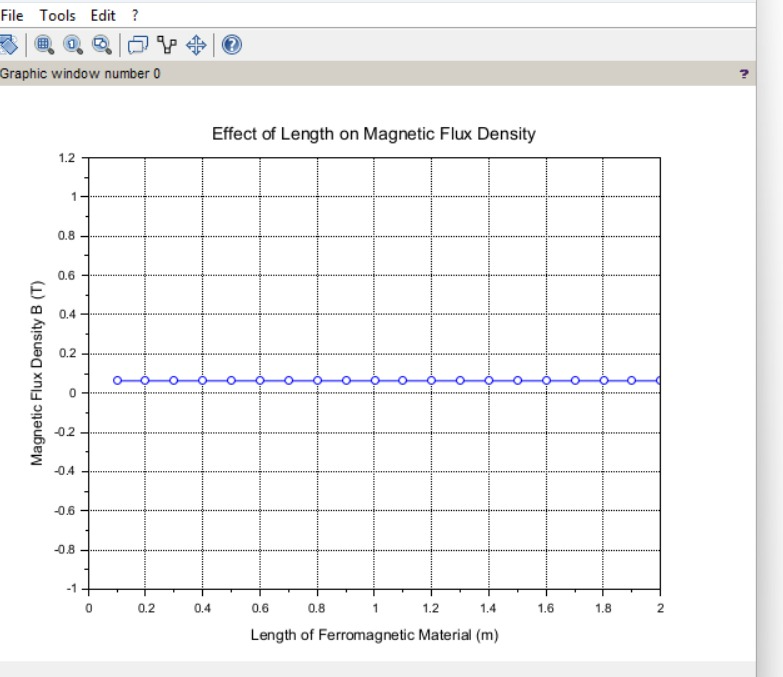 File Tools Edit ?
Graphic window number 0 ?
Effect of Length on Magnetic Flux Density
1.2
1
0.8
0.6
0.4
0.2
0
-0.2
-0.4
-0.6
-0.8
-1
Magnetic Flux Density B (T)
0 0.2 0.4 0.6 0.8 1 1.2 1.4 1.6 1.8 2
Length of Ferromagnetic Material (m)